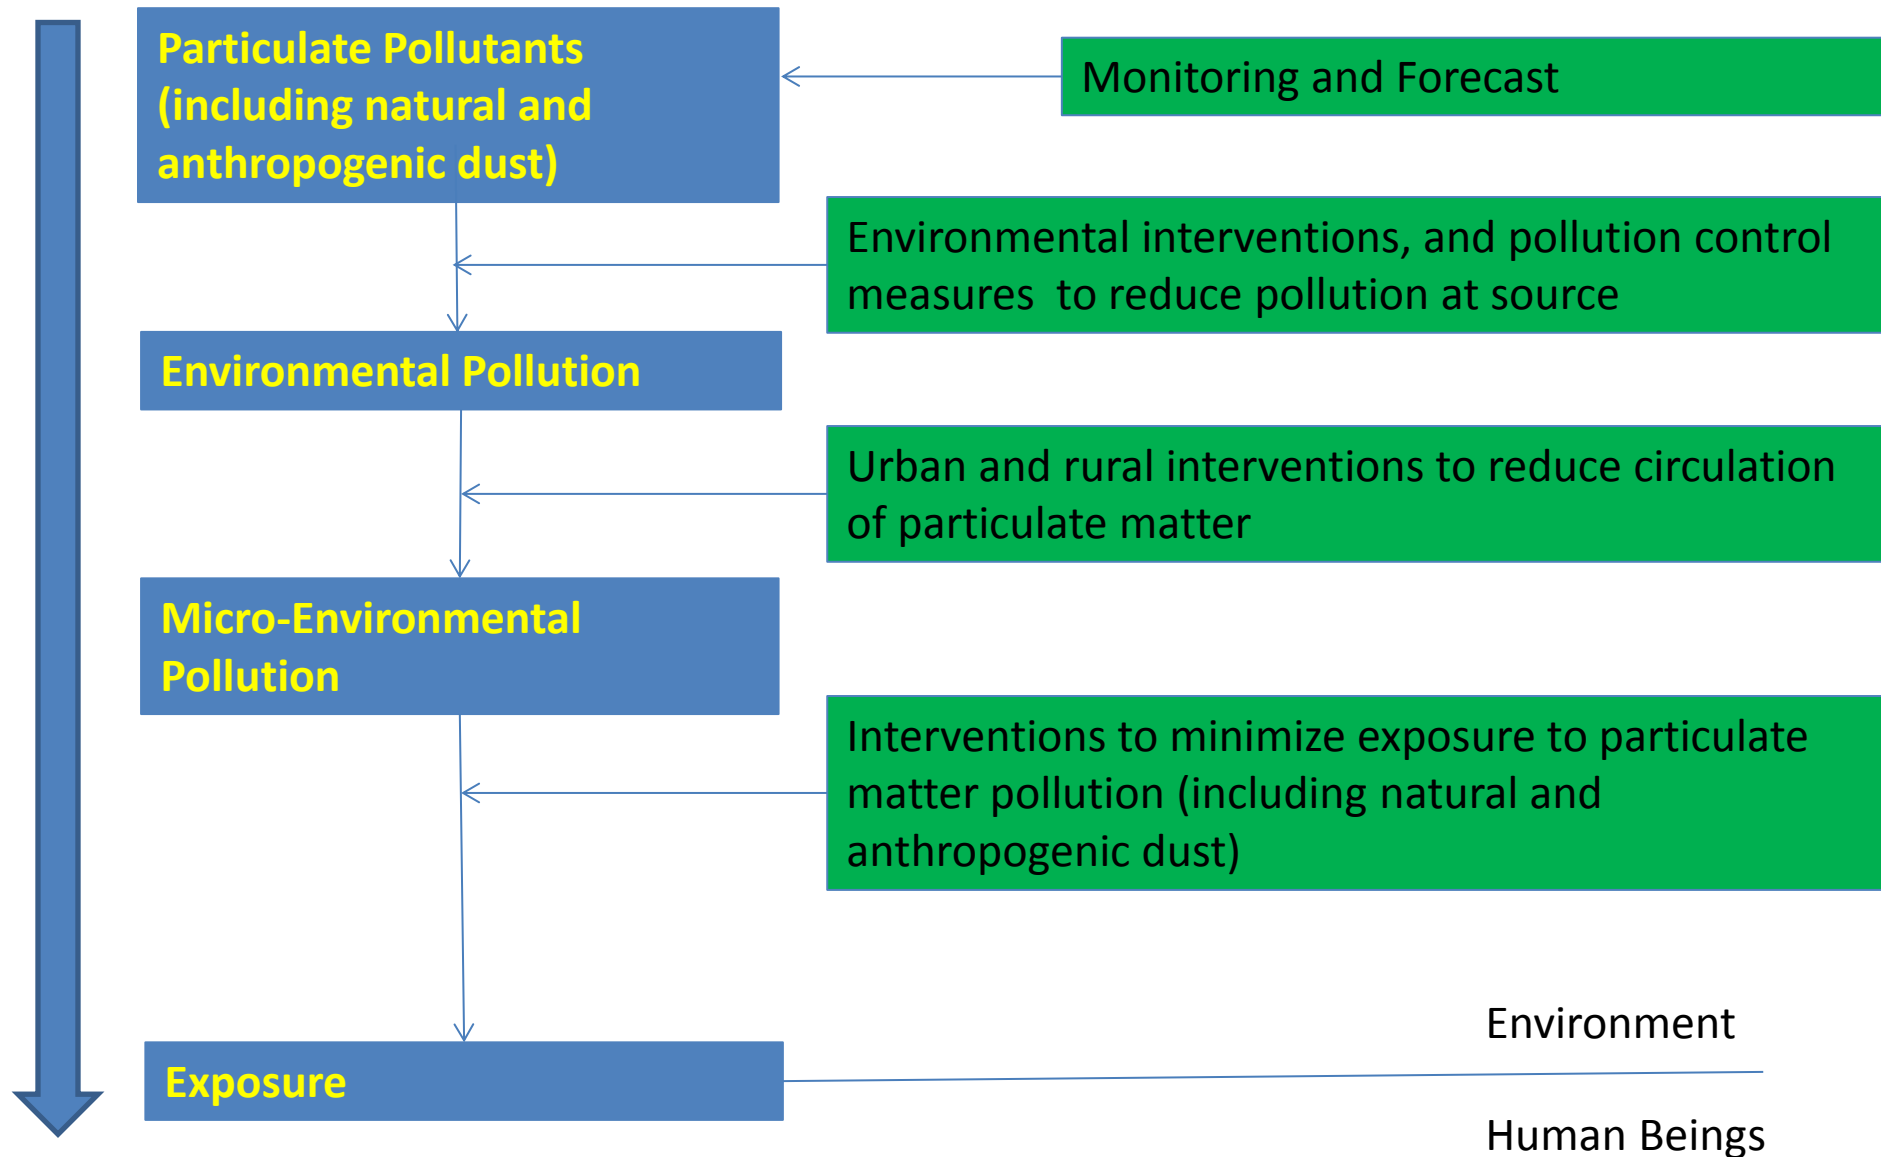 Particulate Pollutants
(including natural and
anthropogenic dust)
Monitoring and Forecast
Environmental interventions, and pollution control
measures  to reduce pollution at source
Environmental Pollution
Urban and rural interventions to reduce circulation
of particulate matter
Micro-Environmental
Pollution
Interventions to minimize exposure to particulate
matter pollution (including natural and
anthropogenic dust)
Environment
Exposure
Human Beings